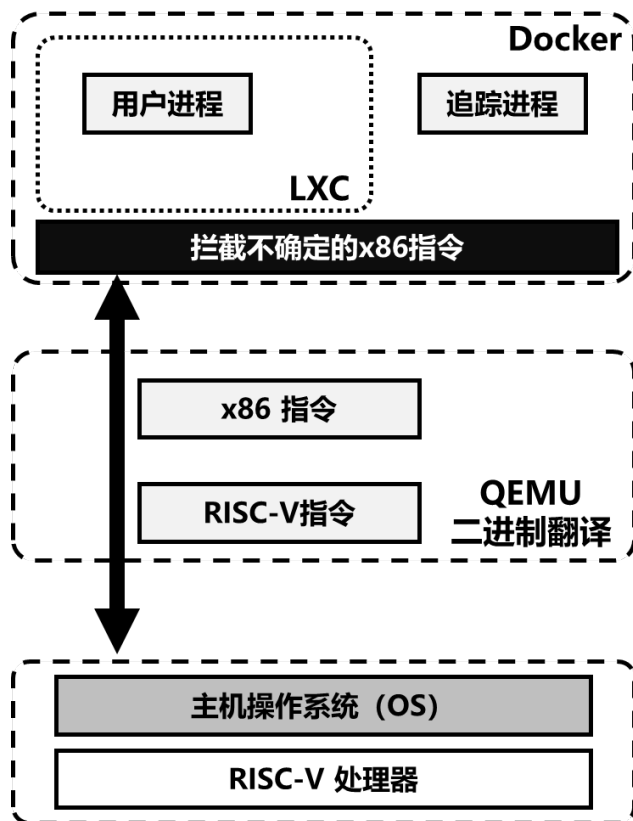 Docker
用户进程
追踪进程
LXC
拦截不确定的x86指令
x86 指令
RISC-V指令
QEMU
二进制翻译
主机操作系统（OS）
RISC-V 处理器